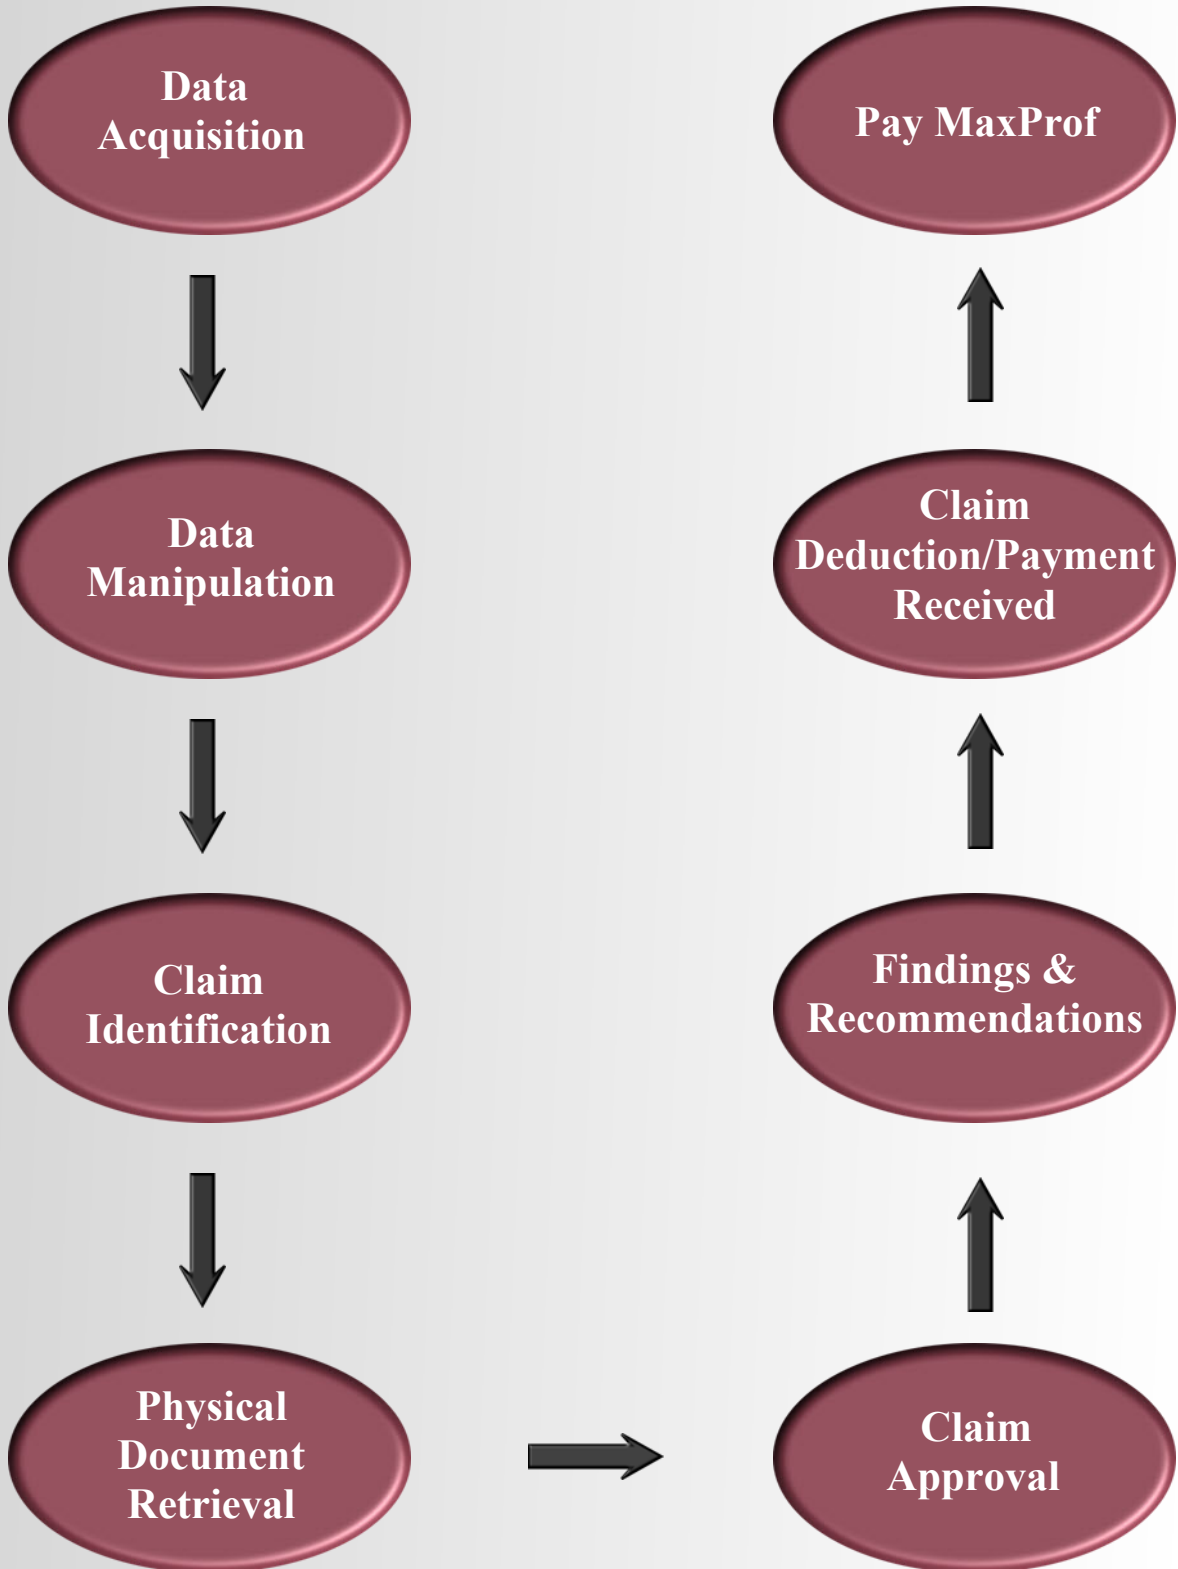 Data
Acquisition
Data
Manipulation
Claim
Identification
Physical
Document
Retrieval
Claim
Approval
Findings &
Recommendations
Claim
Deduction/Payment
Received
Pay MaxProf